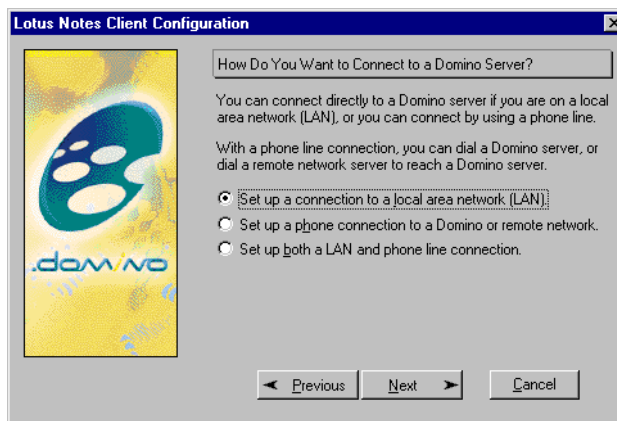 Lotus Notes Client Configuration
How Do You Want to Connect to a Domino Server?
You can connect directly to a Domino server if you are on a local
area network (LAN), or you can connect by using a phone line.
With a phone line connection, you can dial a Domino server, or
dial a remote network server to reach a Domino server.
Set up a connection to a local area network (LAN).
Set up a phone connection to a Domino or remote network.
Set up both a LAN and phone line connection.
.domino
Previous Next Cancel